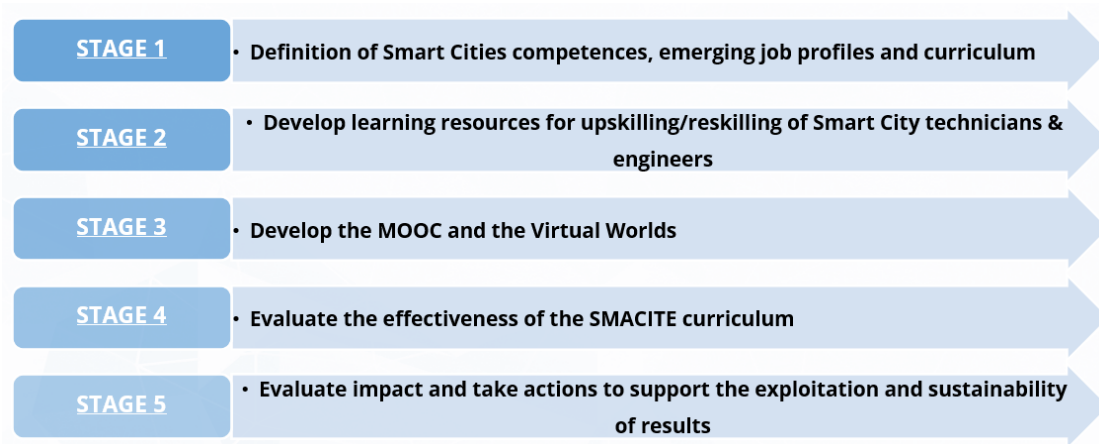 STAGE 1
• Definition of Smart Cities competences, emerging job profiles and curriculum
STAGE 2
• Develop learning resources for upskilling/reskilling of Smart City technicians &
engineers
STAGE 3
• Develop the MOOC and the Virtual Worlds
STAGE 4
• Evaluate the effectiveness of the SMACITE curriculum
STAGE 5
• Evaluate impact and take actions to support the exploitation and sustainability
of results